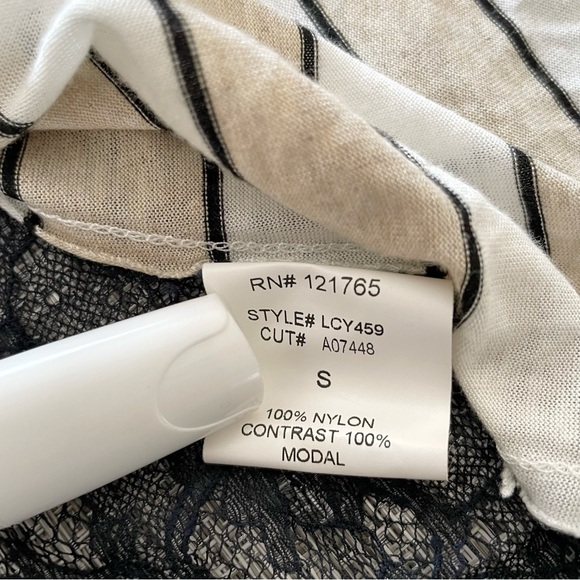 RN# 121765
STYLE# LCY459
CUT# A07448
S
100% NYLON
CONTRAST 100%
MODAL